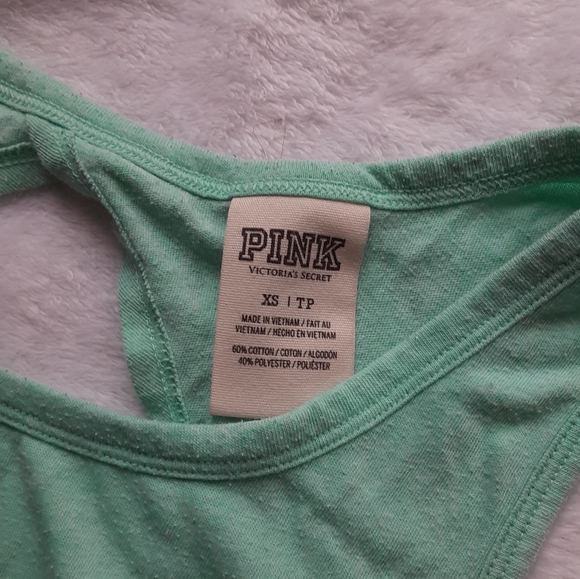 PINK
VICTORIA'S SECRET
XS | TP
MADE IN VIETNAM / FAIT AU
VIETNAM / HECHO EN VIETNAM
60% COTTON / COTON / ALGODÓN
40% POLYESTER / POLIÉSTER